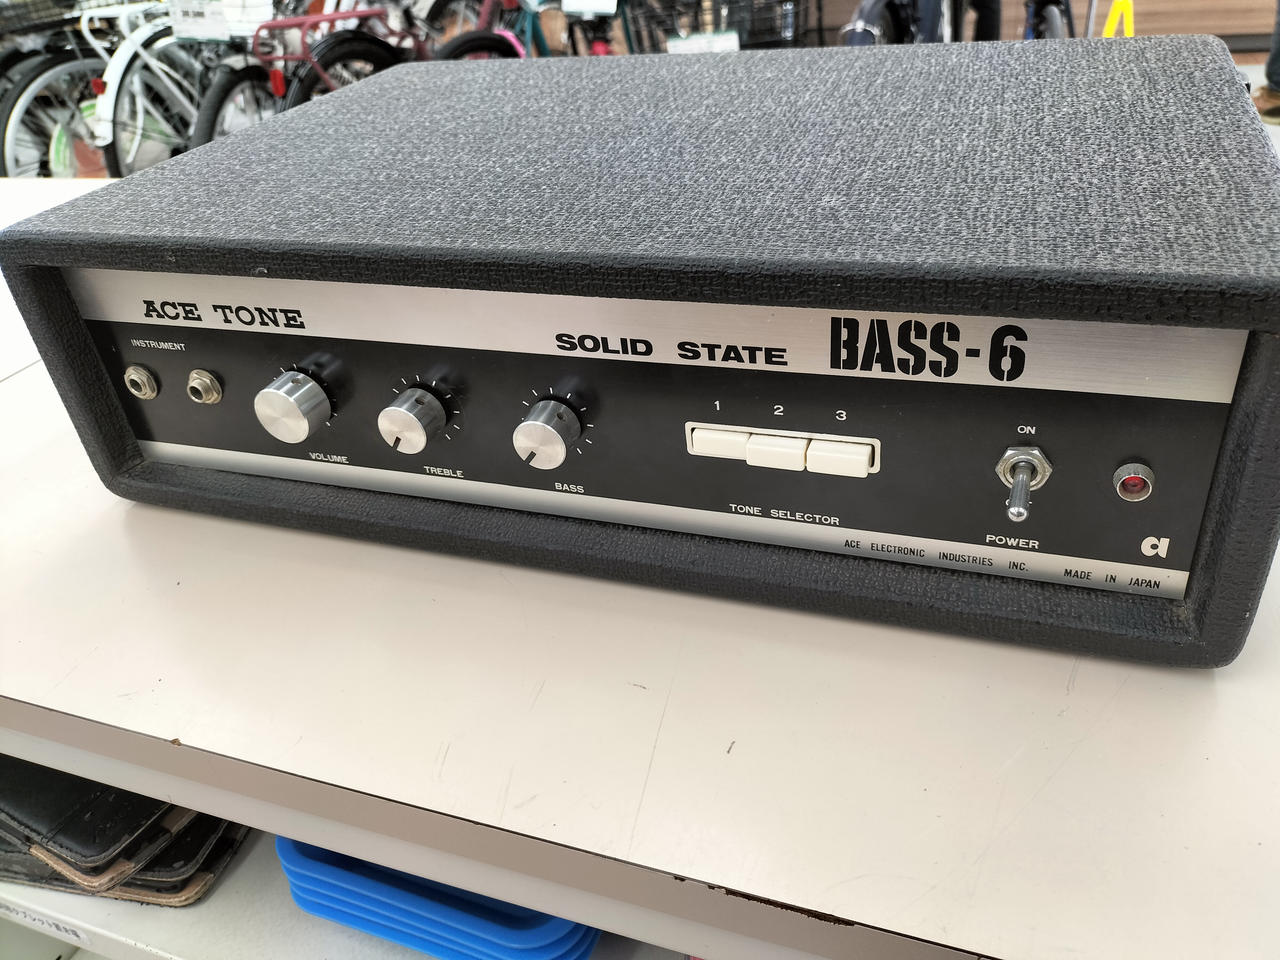 ACE TONE
SOLID STATE BASS-6
INSTRUMENT
VOLUME
TREBLE
BASS
1 2 3
TONE SELECTOR
ON
POWER
ACE ELECTRONIC INDUSTRIES INC. MADE IN JAPAN